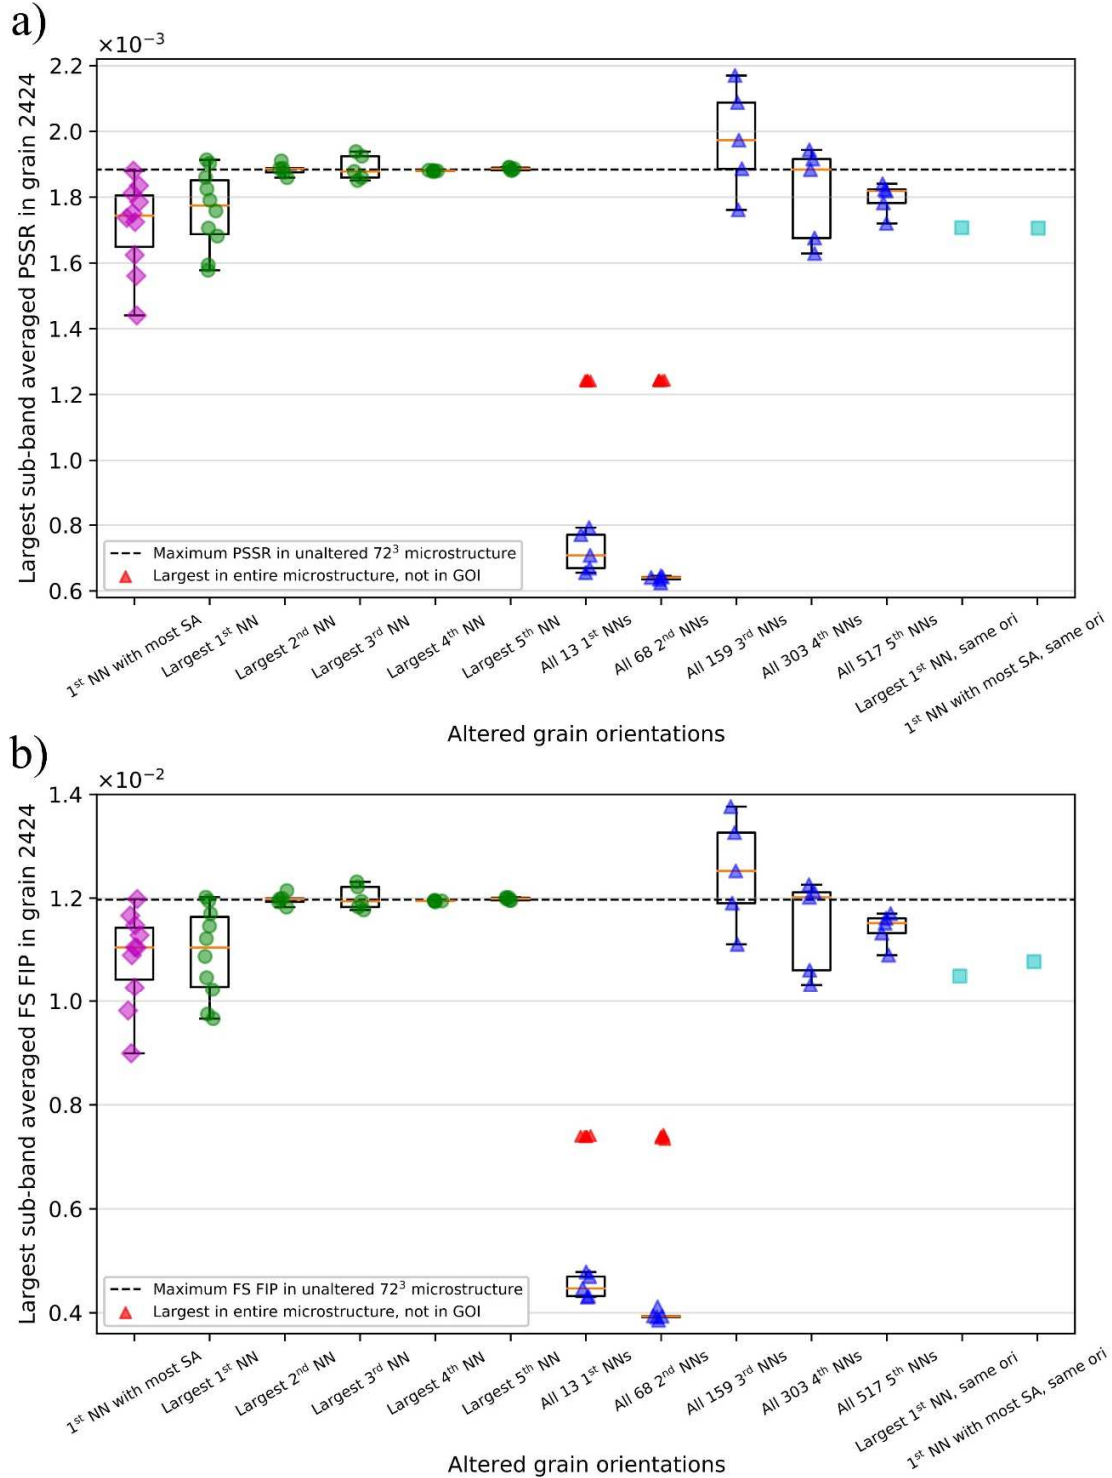 a)
×10⁻³
Largest sub-band averaged PSSR in grain 2424
2.2
2.0
1.8
1.6
1.4
1.2
1.0
0.8
0.6
Maximum PSSR in unaltered 72³ microstructure
Largest in entire microstructure, not in GOI
1ˢᵗ NN with most SA
Largest 1ˢᵗ NN
Largest 2ⁿᵈ NN
Largest 3ʳᵈ NN
Largest 4ᵗʰ NN
Largest 5ᵗʰ NN
All 13 1ˢᵗ NNs
All 68 2ⁿᵈ NNs
All 159 3ʳᵈ NNs
All 303 4ᵗʰ NNs
All 517 5ᵗʰ NNs
Largest 1ˢᵗ NN, same ori
1ˢᵗ NN with most SA, same ori
Altered grain orientations
b)
×10⁻²
Largest sub-band averaged FS FIP in grain 2424
1.4
1.2
1.0
0.8
0.6
0.4
Maximum FS FIP in unaltered 72³ microstructure
Largest in entire microstructure, not in GOI
1ˢᵗ NN with most SA
Largest 1ˢᵗ NN
Largest 2ⁿᵈ NN
Largest 3ʳᵈ NN
Largest 4ᵗʰ NN
Largest 5ᵗʰ NN
All 13 1ˢᵗ NNs
All 68 2ⁿᵈ NNs
All 159 3ʳᵈ NNs
All 303 4ᵗʰ NNs
All 517 5ᵗʰ NNs
Largest 1ˢᵗ NN, same ori
1ˢᵗ NN with most SA, same ori
Altered grain orientations